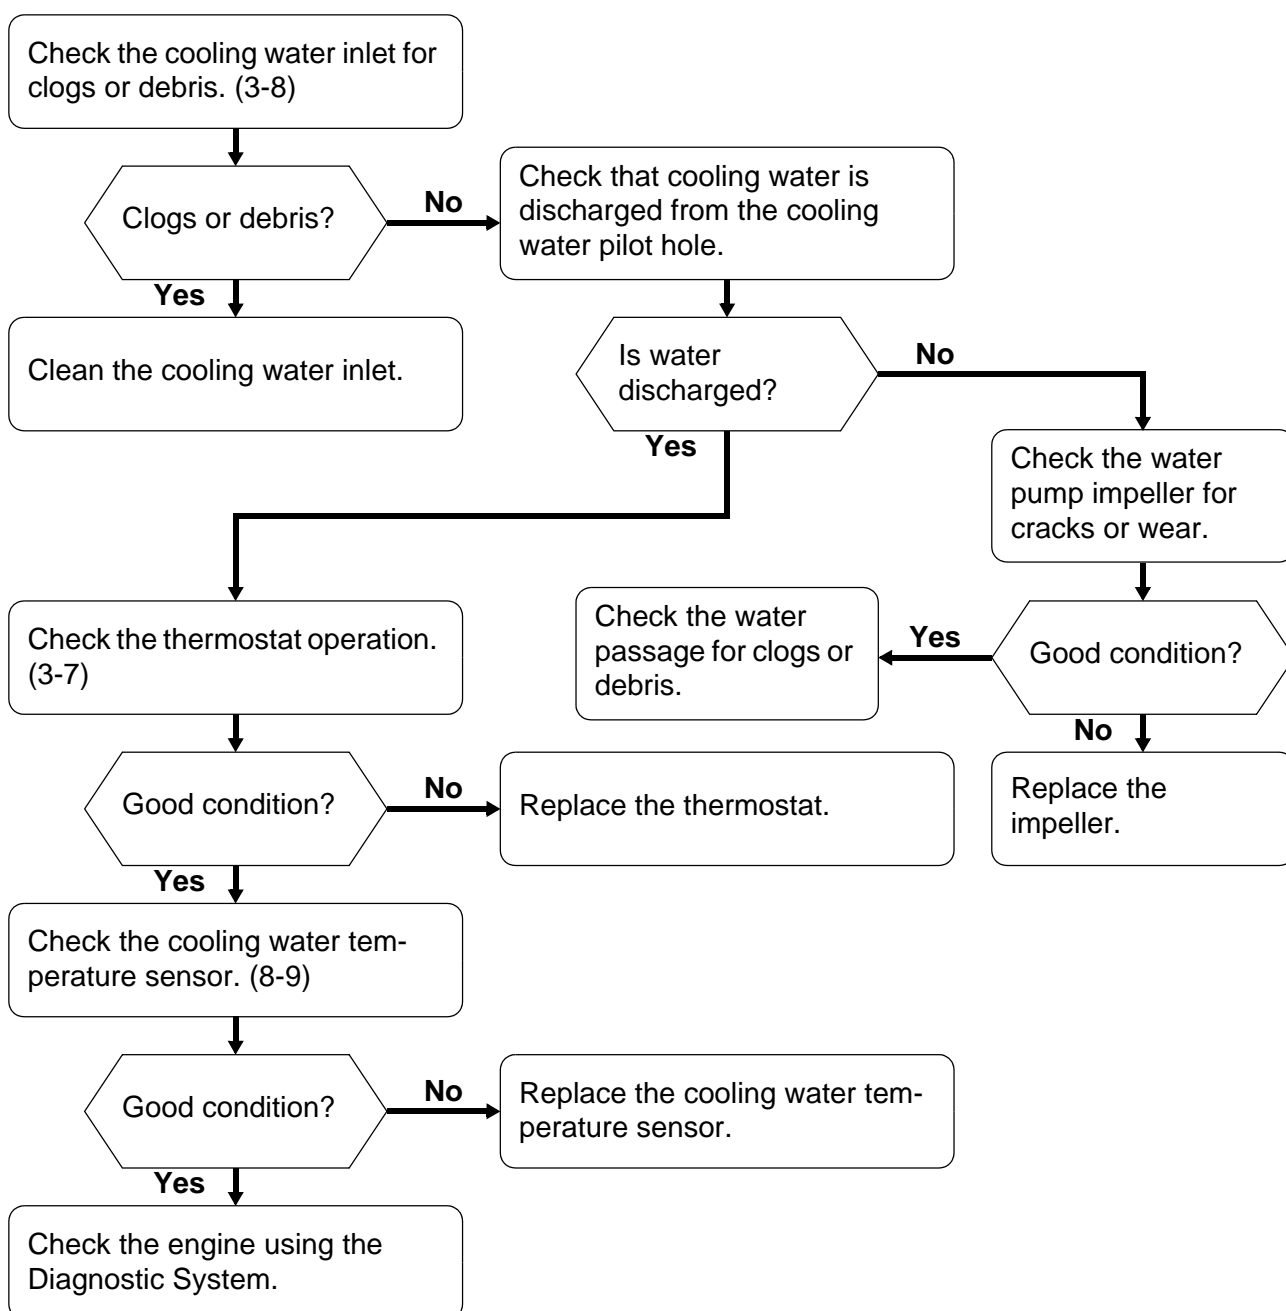 Check the cooling water inlet for
clogs or debris. (3-8)
Clogs or debris?
No
Yes
Check that cooling water is
discharged from the cooling
water pilot hole.
Clean the cooling water inlet.
Is water
discharged?
No
Yes
Check the water
pump impeller for
cracks or wear.
Check the thermostat operation.
(3-7)
Check the water
passage for clogs or
debris.
Yes
Good condition?
No
Replace the
impeller.
Good condition?
No
Replace the thermostat.
Yes
Check the cooling water tem-
perature sensor. (8-9)
Good condition?
No
Replace the cooling water tem-
perature sensor.
Yes
Check the engine using the
Diagnostic System.